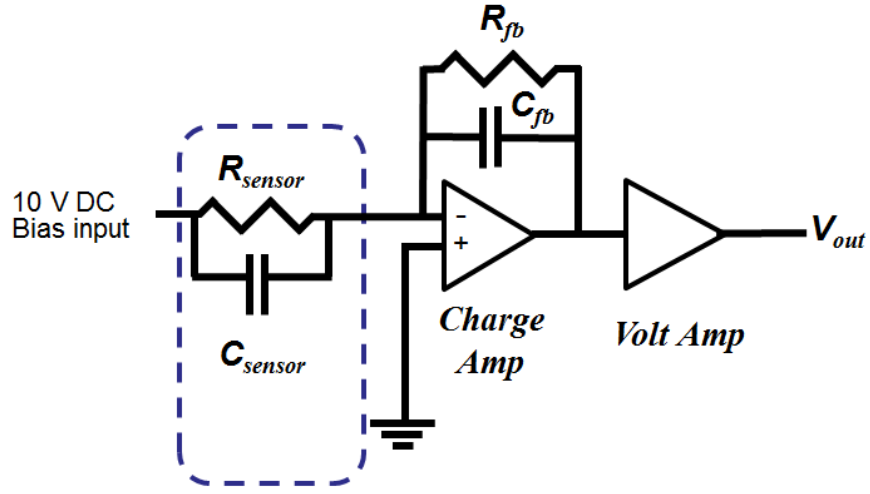 R_fb
C_fb
R_sensor
10 V DC
Bias input
-
+
V_out
Charge
Amp
Volt Amp
C_sensor